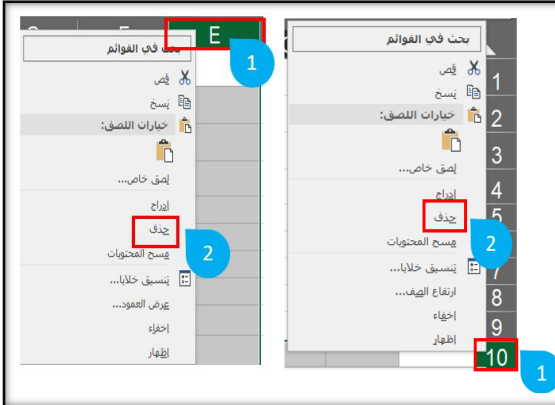 E
1
بحث في القوائم
قص
نسخ
خيارات اللصق:
لصق خاص...
إدراج
حذف
2
مسح المحتويات
تنسيق خلايا...
عرض العمود...
إخفاء
إظهار
بحث في القوائم
قص
1
نسخ
خيارات اللصق:
2
3
لصق خاص...
إدراج
4
حذف
5
2
مسح المحتويات
تنسيق خلايا...
7
ارتفاع الصف...
8
إخفاء
9
إظهار
10
1